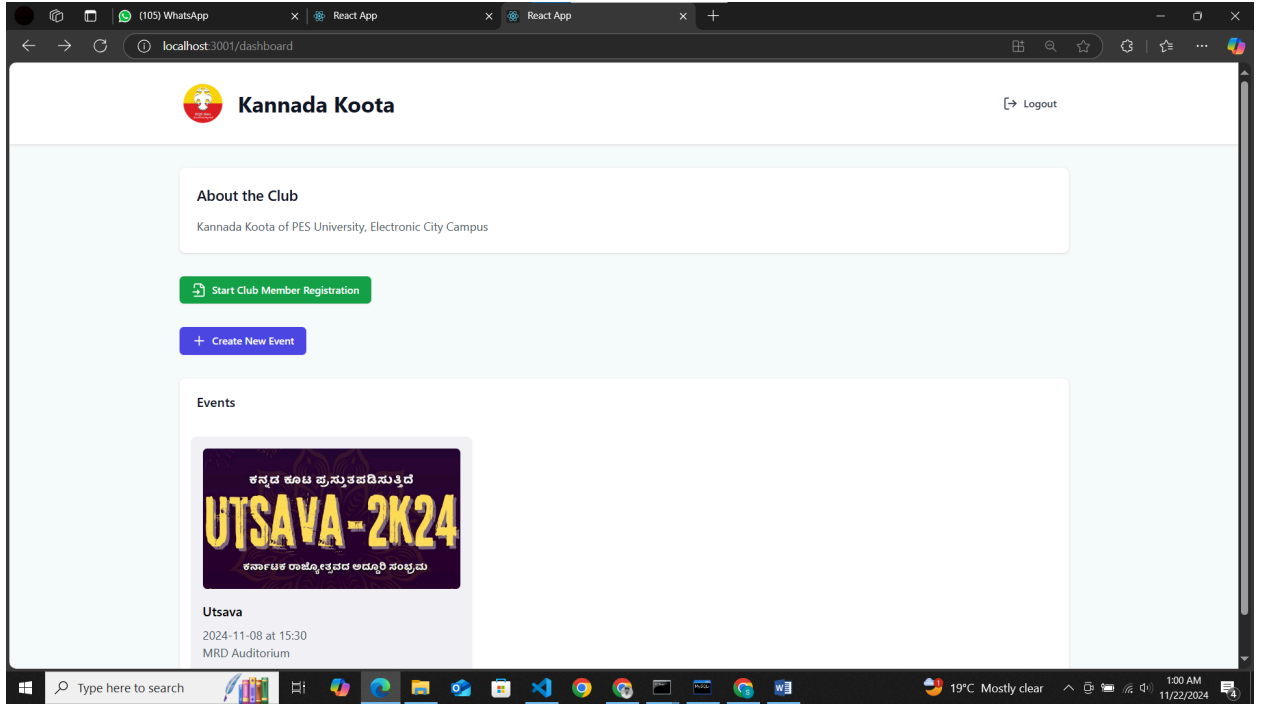 (105) WhatsApp
React App
React App
localhost:3001/dashboard
Kannada Koota
Logout
About the Club
Kannada Koota of PES University, Electronic City Campus
Start Club Member Registration
Create New Event
Events
ಕನ್ನಡ ಕೂಟ ಪ್ರಸ್ತುತಪಡಿಸುತ್ತಿದೆ
UTSAVA-2K24
ಕರ್ನಾಟಕ ರಾಜ್ಯೋತ್ಸವದ ಅದ್ದೂರಿ ಸಂಭ್ರಮ
Utsava
2024-11-08 at 15:30
MRD Auditorium
Type here to search
19°C Mostly clear
1:00 AM
11/22/2024
4